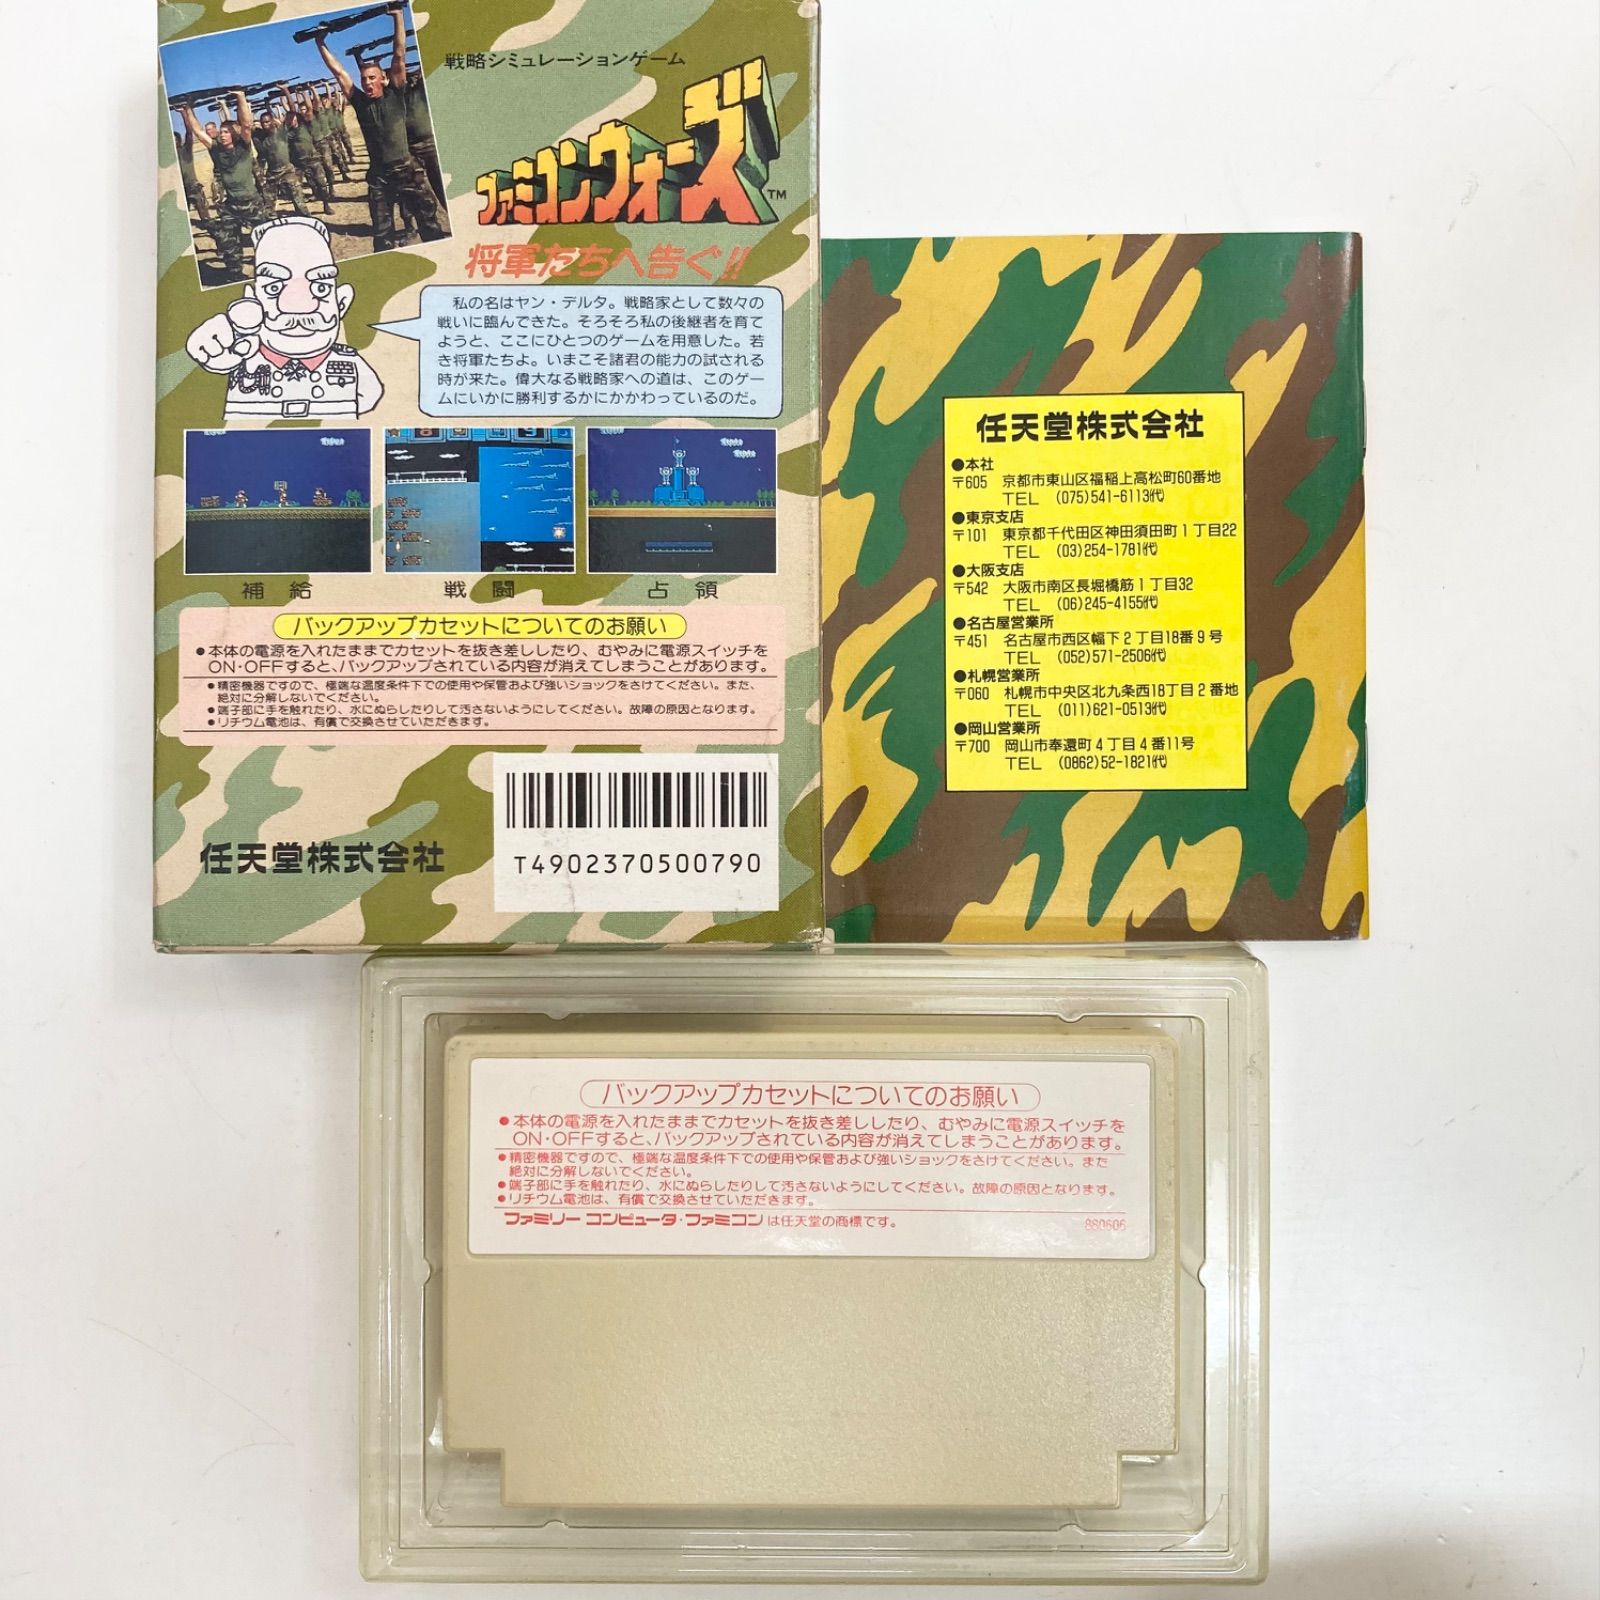 戦略シミュレーションゲーム
ファミコンウォーズ™
将軍たちへ告ぐ!!
私の名はヤン・デルタ。戦略家として数々の
戦いに臨んできた。そろそろ私の後継者を育て
ようと、ここにひとつのゲームを用意した。若
き将軍たちよ。いまこそ諸君の能力の試される
時が来た。偉大なる戦略家への道は、このゲー
ムにいかに勝利するかにかかわっているのだ。
補給
戦闘
占領
バックアップカセットについてのお願い
●本体の電源を入れたままでカセットを抜き差ししたり、むやみに電源スイッチを
ON・OFFすると、バックアップされている内容が消えてしまうことがあります。
●精密機器ですので、極端な温度条件下での使用や保管および強いショックをさけてください。また、
絶対に分解しないでください。
●端子部に手を触れたり、水にぬらしたりして汚さないようにしてください。故障の原因となります。
●リチウム電池は、有償で交換させていただきます。
任天堂株式会社
T4902370500790
任天堂株式会社
●本社
〒605 京都市東山区福稲上高松町60番地
TEL (075)541-6113代
●東京支店
〒101 東京都千代田区神田須田町1丁目22
TEL (03)254-1781代
●大阪支店
〒542 大阪市南区長堀橋筋1丁目32
TEL (06)245-4155代
●名古屋営業所
〒451 名古屋市西区幅下2丁目18番9号
TEL (052)571-2506代
●札幌営業所
〒060 札幌市中央区北九条西18丁目2番地
TEL (011)621-0513代
●岡山営業所
〒700 岡山市奉還町4丁目4番11号
TEL (0862)52-1821代
バックアップカセットについてのお願い
●本体の電源を入れたままでカセットを抜き差ししたり、むやみに電源スイッチを
ON・OFFすると、バックアップされている内容が消えてしまうことがあります。
●精密機器ですので、極端な温度条件下での使用や保管および強いショックをさけてください。また
絶対に分解しないでください。
●端子部に手を触れたり、水にぬらしたりして汚さないようにしてください。故障の原因となります。
●リチウム電池は、有償で交換させていただきます。
ファミリーコンピュータ・ファミコンは任天堂の商標です。
880606